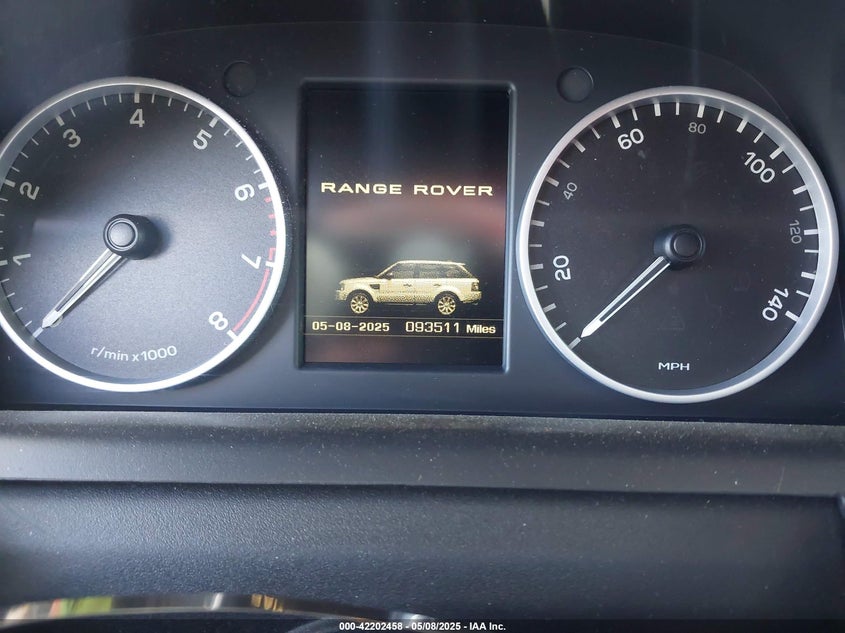 1 2 3 4 5 6 7 8
r/min x1000
RANGE ROVER
05-08-2025 093511 Miles
20 40 60 80 100 120 140
MPH
000-42202458 - 05/08/2025 - IAA Inc.